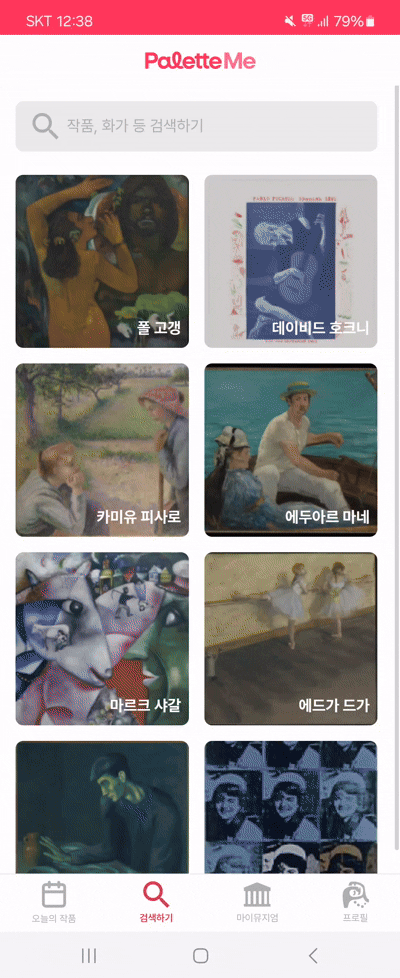 SKT 12:38
5G
79%
PaletteMe
작품, 화가 등 검색하기
폴 고갱
데이비드 호크니
카미유 피사로
에두아르 마네
마르크 샤갈
에드가 드가
오늘의 작품
검색하기
마이뮤지엄
프로필